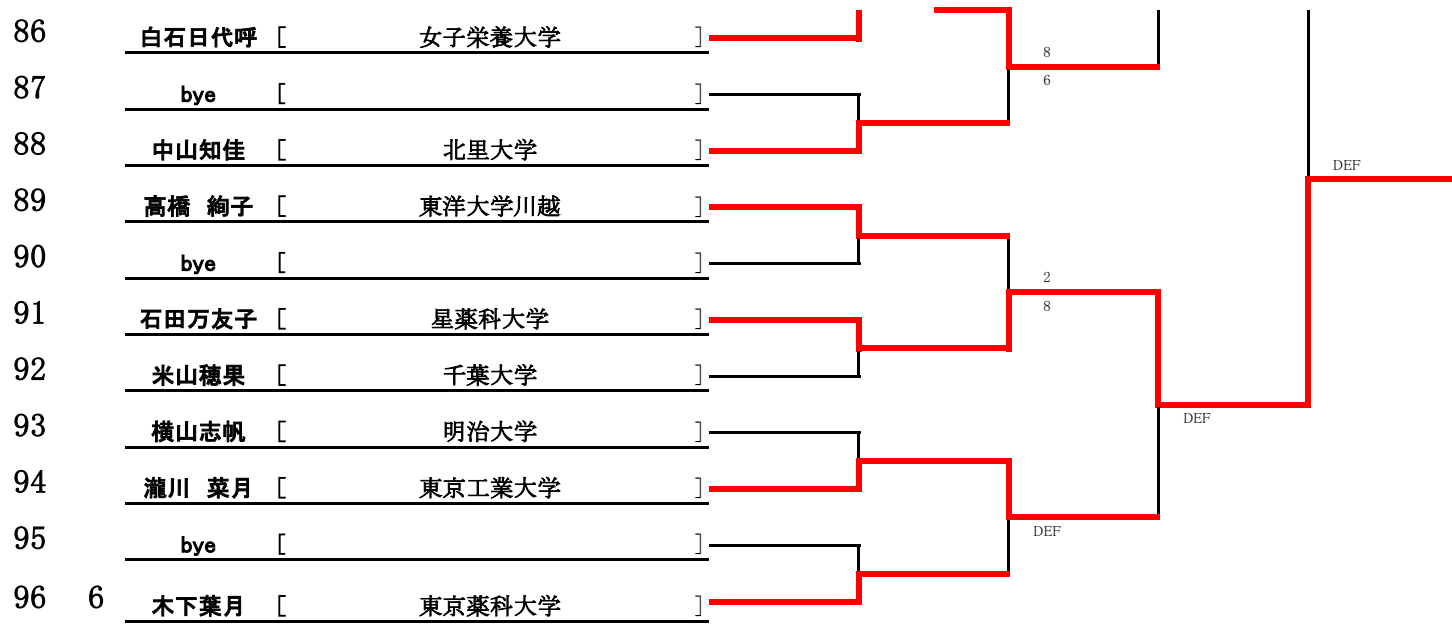 86 白石日代呼 [ 女子栄養大学 ]
8
6
87 bye [ ]
88 中山知佳 [ 北里大学 ]
DEF
89 高橋 絢子 [ 東洋大学川越 ]
90 bye [ ]
2
8
91 石田万友子 [ 星薬科大学 ]
92 米山穂果 [ 千葉大学 ]
DEF
93 横山志帆 [ 明治大学 ]
94 瀧川 菜月 [ 東京工業大学 ]
DEF
95 bye [ ]
96 6 木下葉月 [ 東京薬科大学 ]